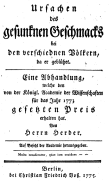 Ursachen
des
gesunknen Geschmacks
bei
den verschiednen Völkern,
da er geblühet.
Eine Abhandlung,
welche den
von der Königl. Academie der Wissenschaften
für das Jahr 1773
gesetzten Preis
erhalten hat.
Von
Herrn Herder.
Auf Befehl der Academie herausgegeben.
Berlin,
bei Christian Friedrich Voß. 1775.